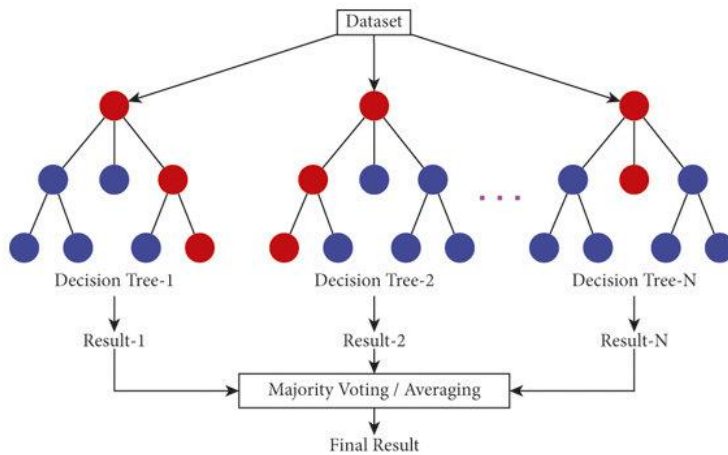 Dataset
Decision Tree-1
Decision Tree-2
Decision Tree-N
Result-1
Result-2
Result-N
Majority Voting / Averaging
Final Result